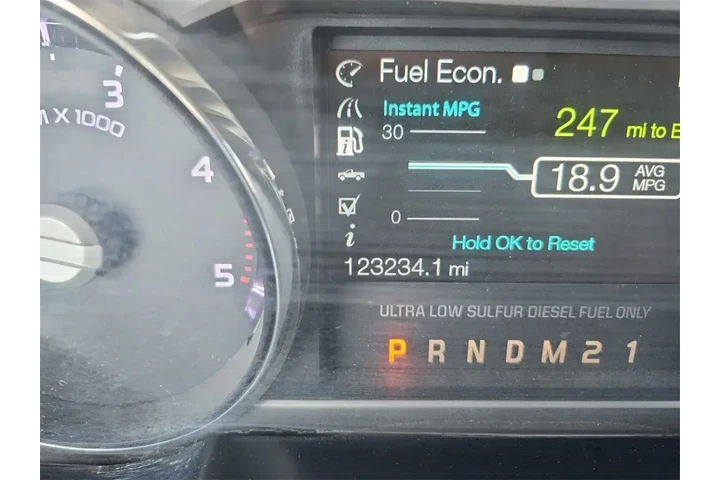 3
X 1000
4
5
Fuel Econ.
Instant MPG
30
247 mi to E
18.9 AVG MPG
0
Hold OK to Reset
123234.1 mi
ULTRA LOW SULFUR DIESEL FUEL ONLY
P R N D M 2 1